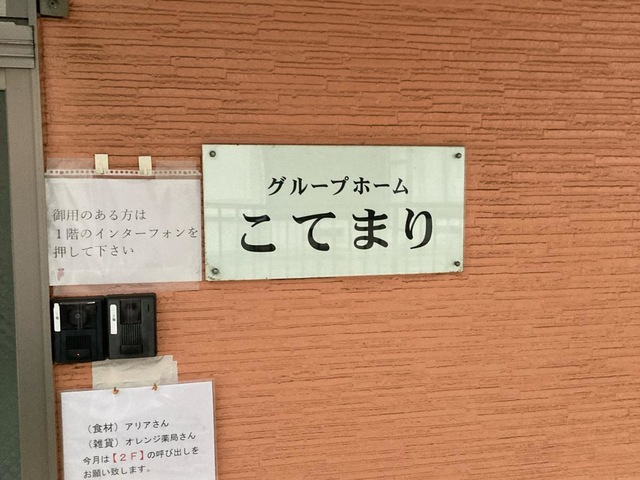 グループホーム
こてまり
御用のある方は
1階のインターフォンを
押して下さい
（食材）アリアさん
（雑貨）オレンジ薬局さん
今月は【２Ｆ】の呼び出しを
お願い致します。